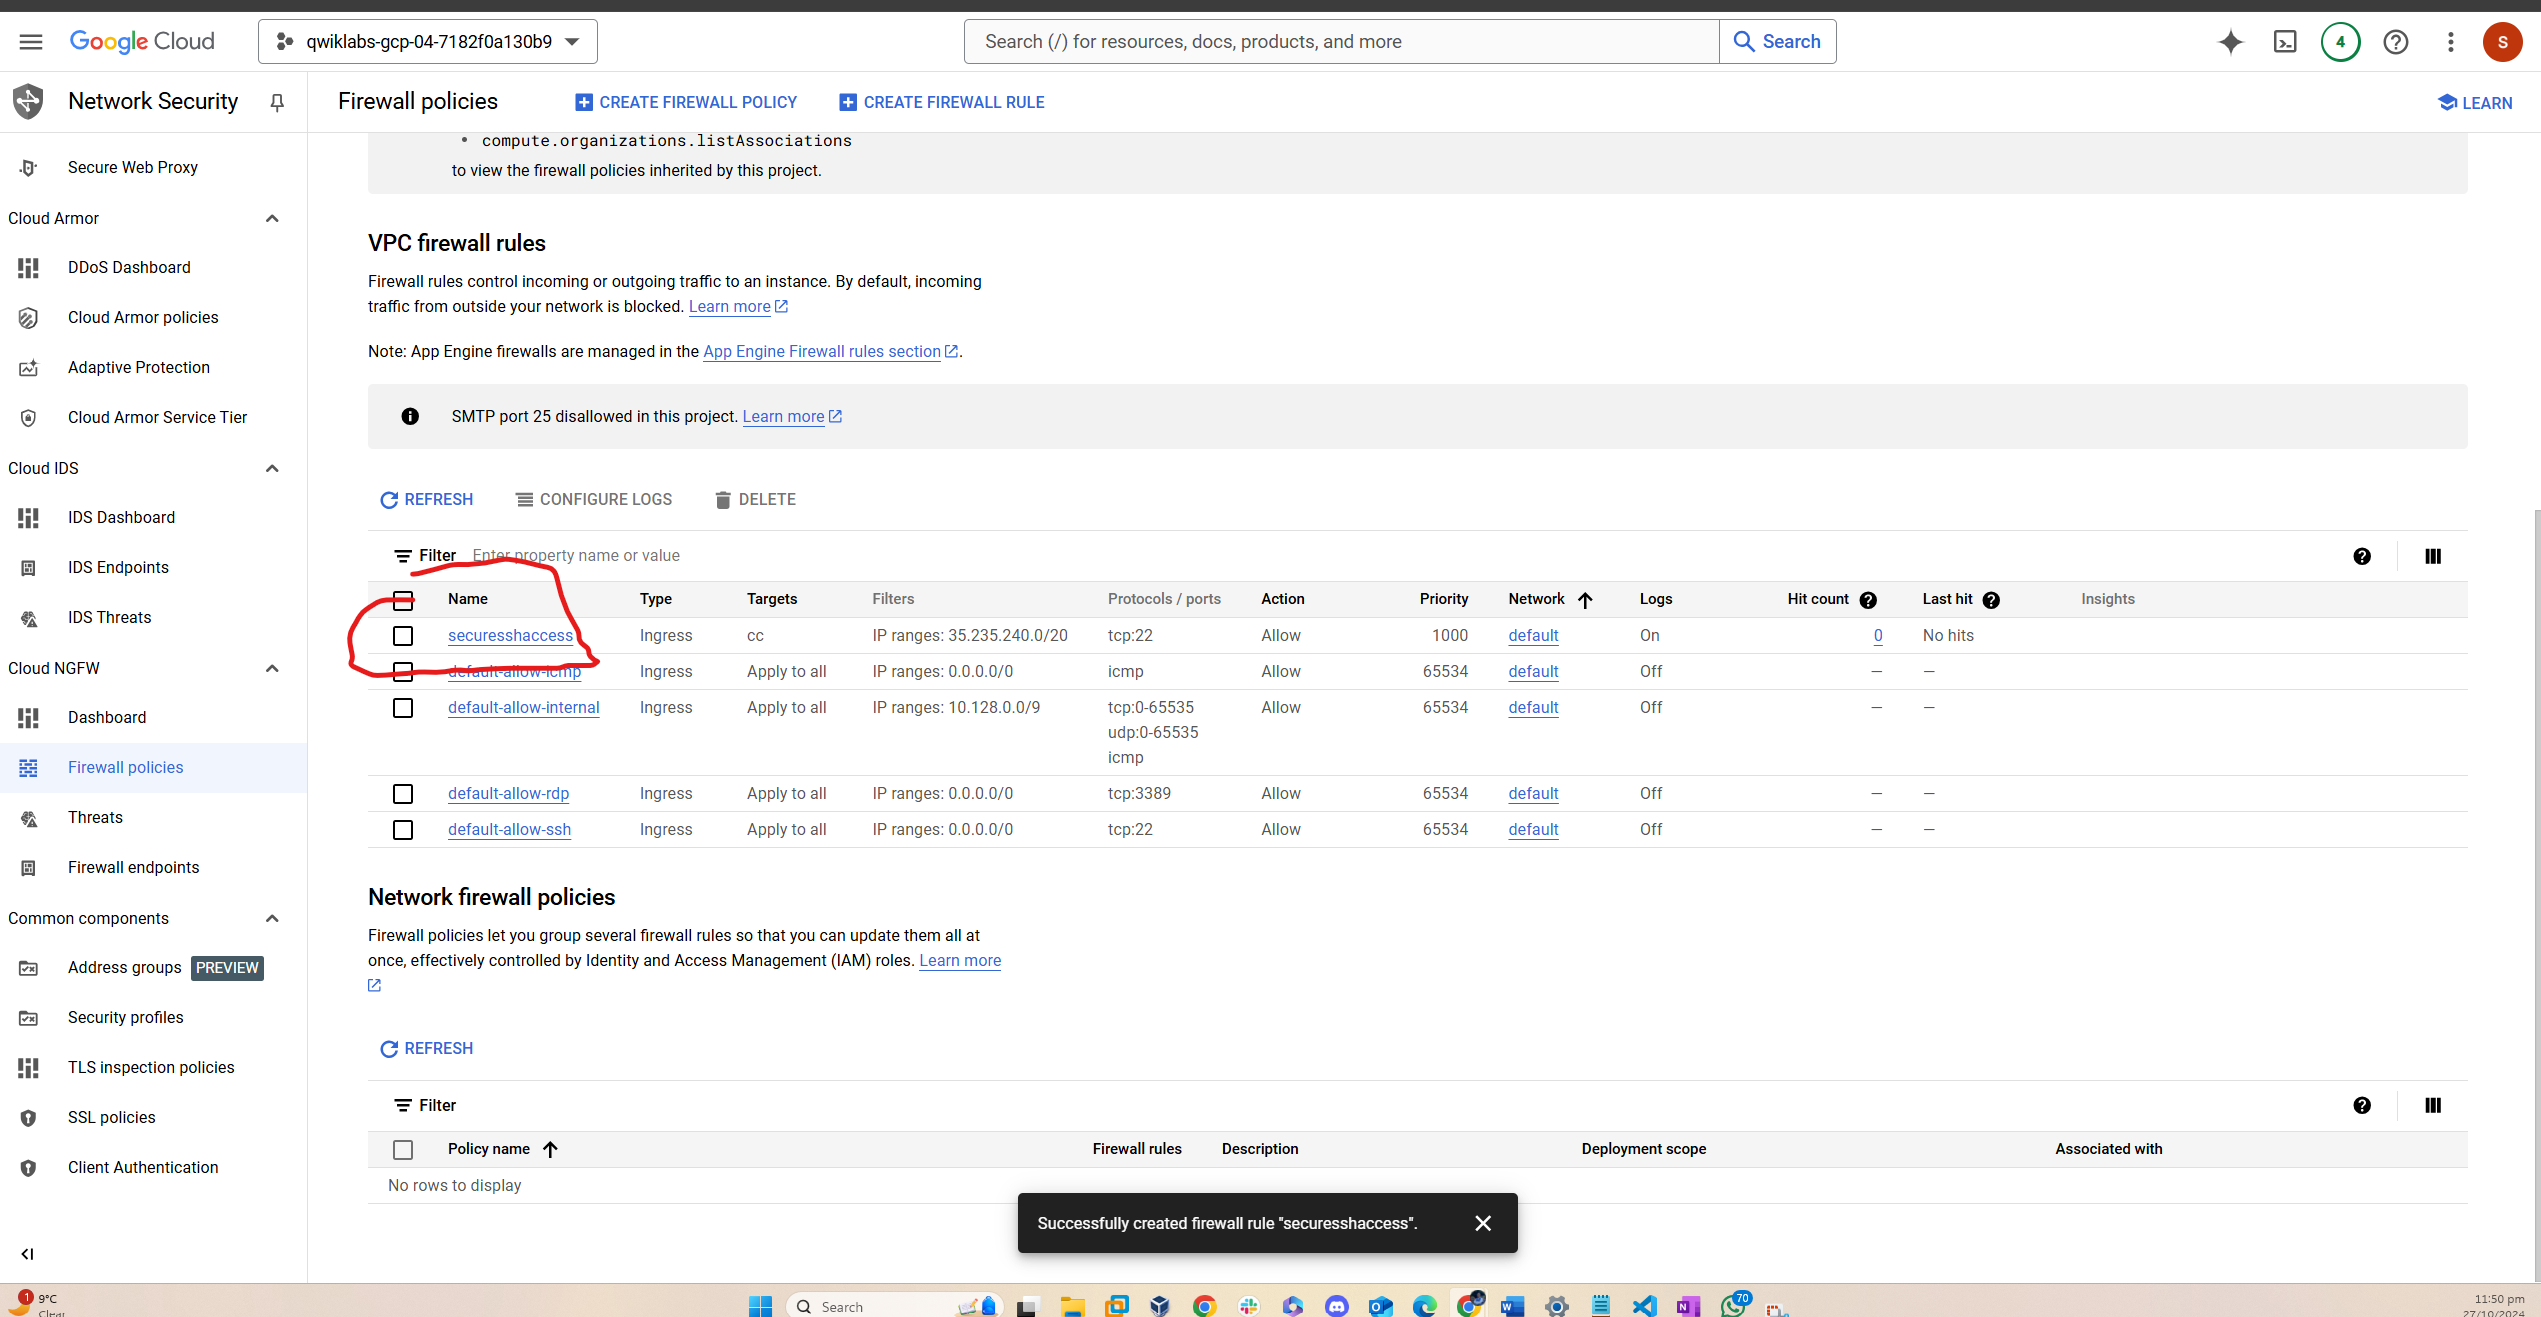 Google Cloud
qwiklabs-gcp-04-7182f0a130b9
Search (/) for resources, docs, products, and more
Search
4
S
Network Security
Firewall policies
CREATE FIREWALL POLICY
CREATE FIREWALL RULE
LEARN
Secure Web Proxy
Cloud Armor
DDoS Dashboard
Cloud Armor policies
Adaptive Protection
Cloud Armor Service Tier
Cloud IDS
IDS Dashboard
IDS Endpoints
IDS Threats
Cloud NGFW
Dashboard
Firewall policies
Threats
Firewall endpoints
Common components
Address groups PREVIEW
Security profiles
TLS inspection policies
SSL policies
Client Authentication
• compute.organizations.listAssociations
to view the firewall policies inherited by this project.
VPC firewall rules
Firewall rules control incoming or outgoing traffic to an instance. By default, incoming
traffic from outside your network is blocked. Learn more
Note: App Engine firewalls are managed in the App Engine Firewall rules section.
SMTP port 25 disallowed in this project. Learn more
REFRESH CONFIGURE LOGS DELETE
Filter Enter property name or value
Name Type Targets Filters Protocols / ports Action Priority Network Logs Hit count Last hit Insights
securesshaccess Ingress cc IP ranges: 35.235.240.0/20 tcp:22 Allow 1000 default On 0 No hits
default-allow-icmp Ingress Apply to all IP ranges: 0.0.0.0/0 icmp Allow 65534 default Off — —
default-allow-internal Ingress Apply to all IP ranges: 10.128.0.0/9 tcp:0-65535 Allow 65534 default Off — —
udp:0-65535
icmp
default-allow-rdp Ingress Apply to all IP ranges: 0.0.0.0/0 tcp:3389 Allow 65534 default Off — —
default-allow-ssh Ingress Apply to all IP ranges: 0.0.0.0/0 tcp:22 Allow 65534 default Off — —
Network firewall policies
Firewall policies let you group several firewall rules so that you can update them all at
once, effectively controlled by Identity and Access Management (IAM) roles. Learn more
REFRESH
Filter
Policy name Firewall rules Description Deployment scope Associated with
No rows to display
Successfully created firewall rule "securesshaccess".
1
9°C
Clear
Search
70
11:50 pm
27/10/2024